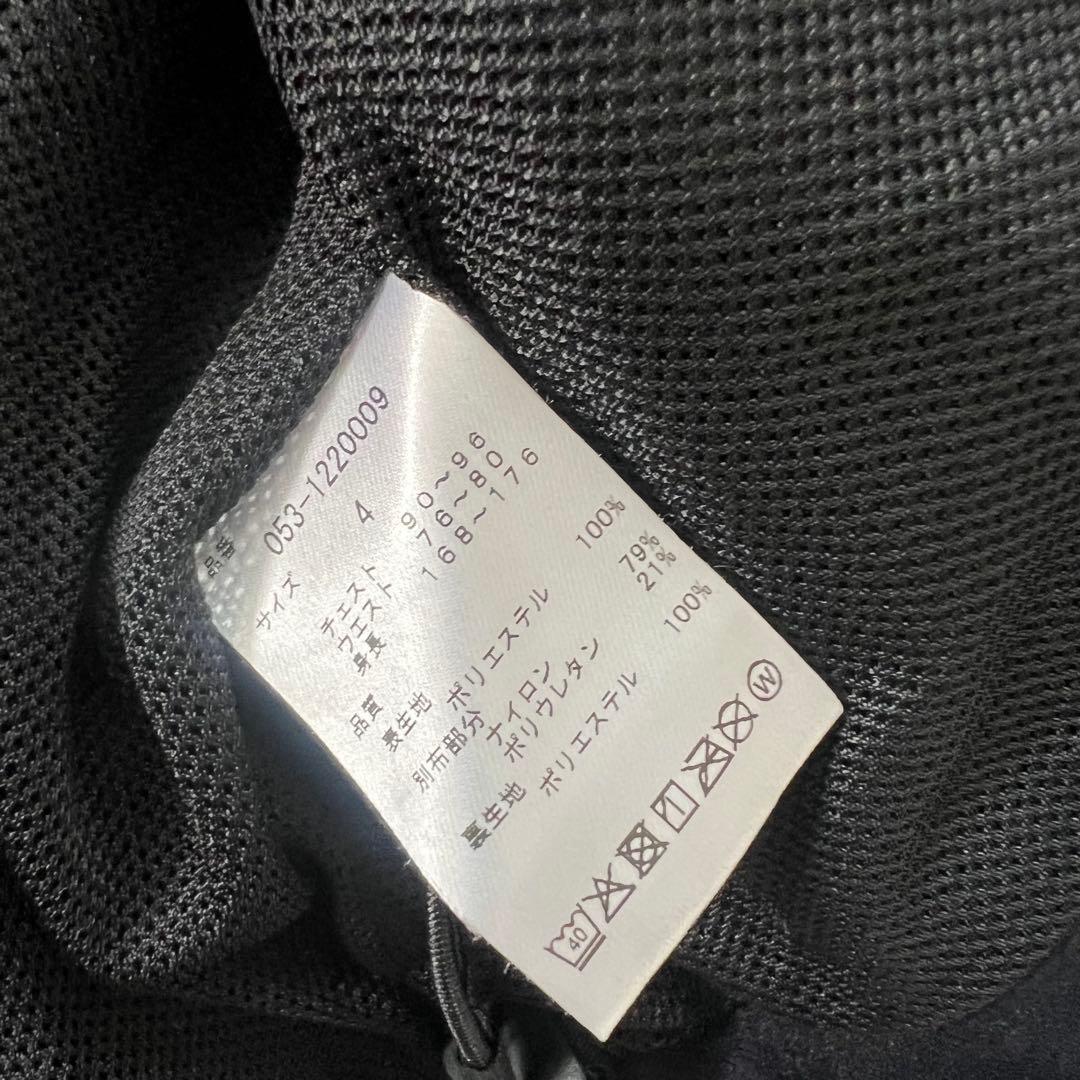 品番
053-1220009
サイズ 4
チェスト 90~96
ウエスト 76~80
身長 168~176
品質
表生地 ポリエステル 100%
別布部分 ナイロン 79%
ポリウレタン 21%
裏生地 ポリエステル 100%
40
W